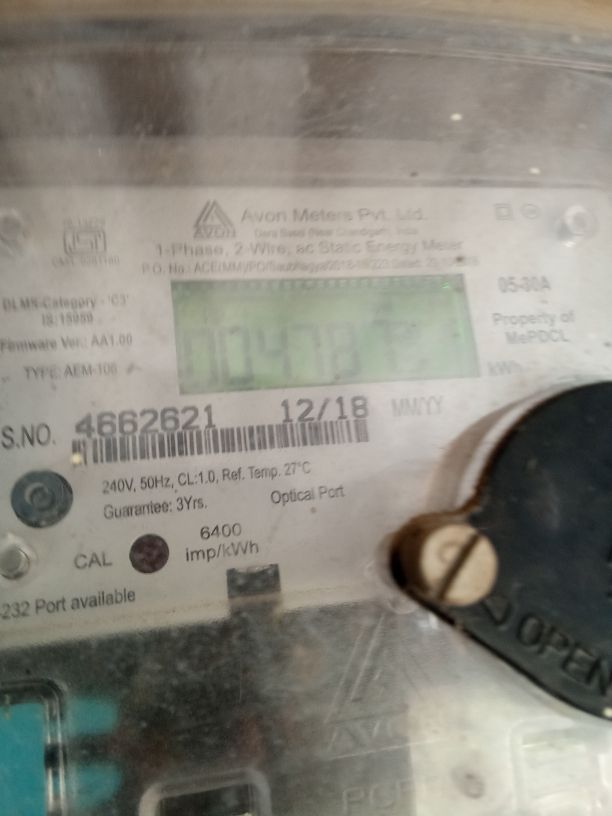 AVON
Avon Meters Pvt. Ltd.
1-Phase, 2-Wire, ac Static Energy Meter
DLMS-Category - 'C3'
IS:15959
Firmware Ver.: AA1.00
TYPE: AEM-106
05-30A
Property of
MePDCL
kWh
S.NO. 4662621 12/18 MM/YY
240V, 50Hz, CL:1.0, Ref. Temp. 27°C
Guarantee: 3Yrs. Optical Port
CAL 6400
imp/kWh
-232 Port available
OPEN